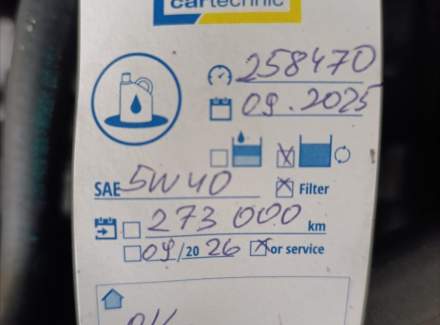 cartechnic
258470
09.2025
SAE 5W40 Filter
273 000 km
09/2026 or service